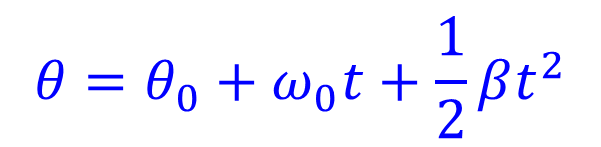 θ = θ₀ + ω₀t + ½βt²